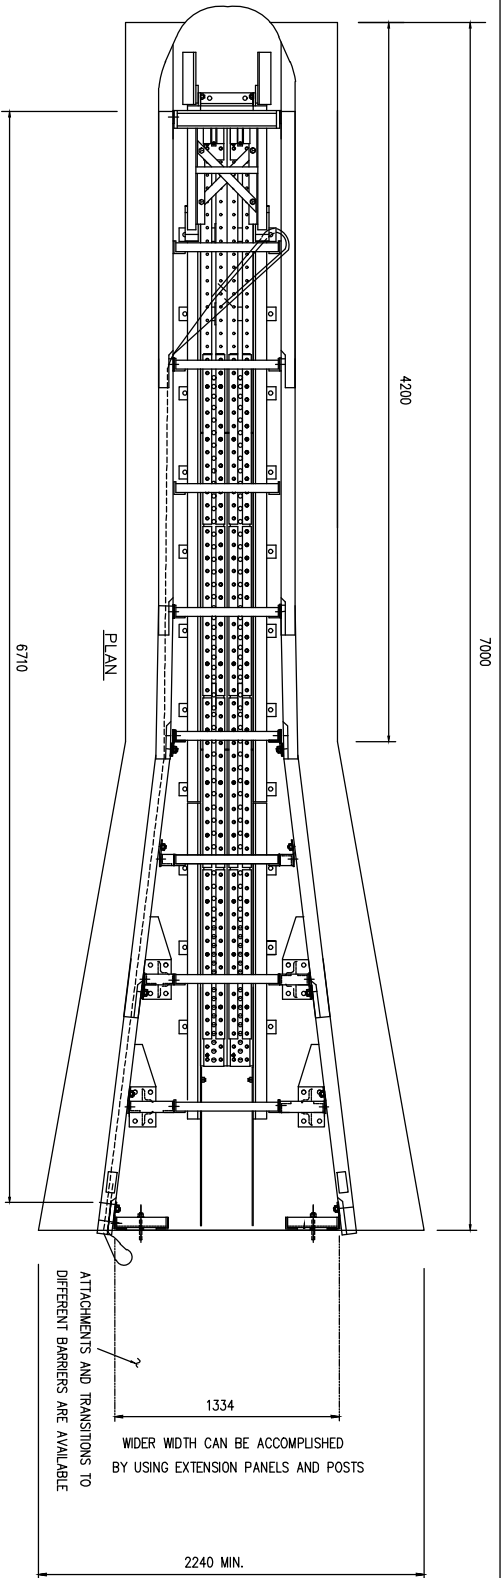 7000
4200
6710
PLAN
1334
WIDER WIDTH CAN BE ACCOMPLISHED
BY USING EXTENSION PANELS AND POSTS
ATTACHMENTS AND TRANSITIONS TO
DIFFERENT BARRIERS ARE AVAILABLE
2240 MIN.